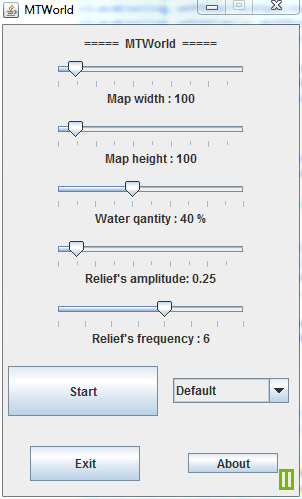 MTWorld
===== MTWorld =====
Map width : 100
Map height : 100
Water qantity : 40 %
Relief's amplitude: 0.25
Relief's frequency : 6
Start
Default
Exit
About